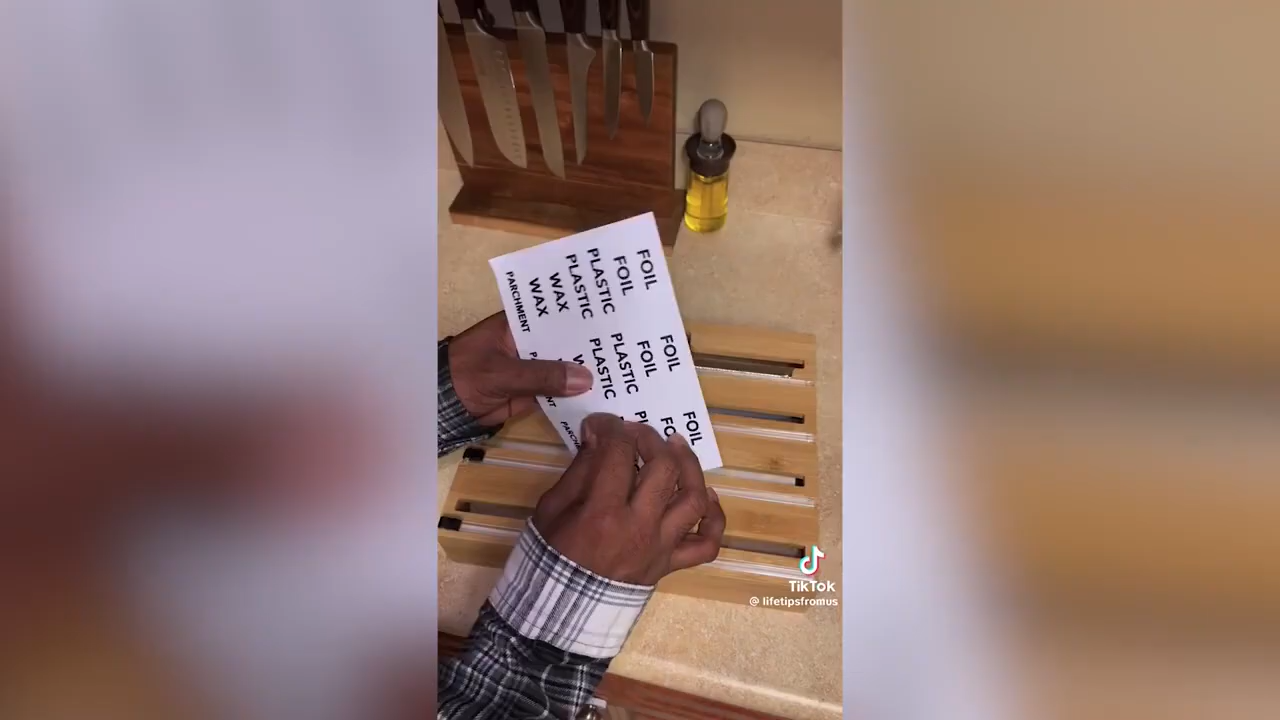 FOIL FOIL FOIL
FOIL FOIL
PLASTIC PLASTIC
PLASTIC PLASTIC
WAX
WAX
PARCHMENT
TikTok
@ lifetipsfromus